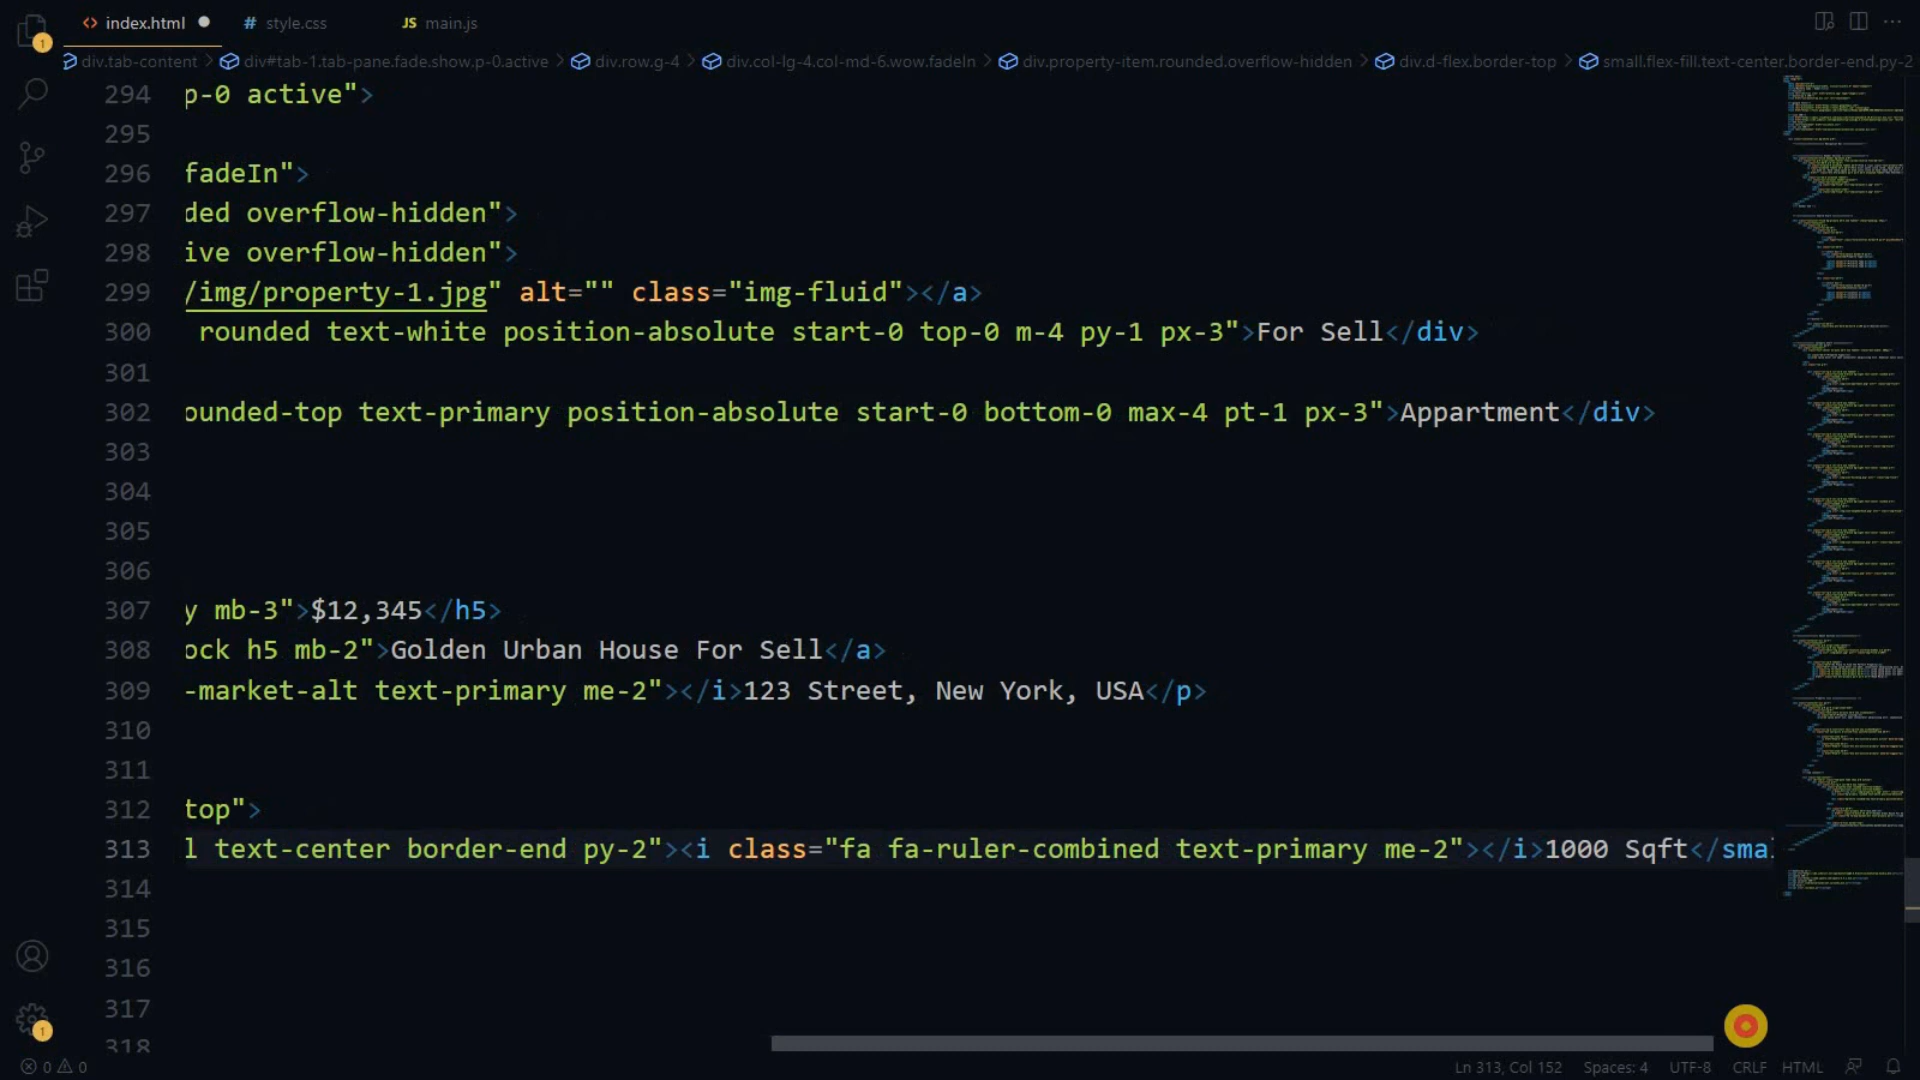 index.html
style.css
JS main.js
div.tab-content > div#tab-1.tab-pane.fade.show.p-0.active > div.row.g-4 > div.col-lg-4.col-md-6.wow.fadeIn > div.property-item.rounded.overflow-hidden > div.d-flex.border-top > small.flex-fill.text-center.border-end.py-2
294 p-0 active">
295
296 fadeIn">
297 ded overflow-hidden">
298 ive overflow-hidden">
299 /img/property-1.jpg" alt="" class="img-fluid"></a>
300 rounded text-white position-absolute start-0 top-0 m-4 py-1 px-3">For Sell</div>
301
302 ounded-top text-primary position-absolute start-0 bottom-0 max-4 pt-1 px-3">Appartment</div>
303
304
305
306
307 y mb-3">$12,345</h5>
308 ock h5 mb-2">Golden Urban House For Sell</a>
309 -market-alt text-primary me-2"></i>123 Street, New York, USA</p>
310
311
312 top">
313 l text-center border-end py-2"><i class="fa fa-ruler-combined text-primary me-2"></i>1000 Sqft</smal
314
315
316
317
318
1
1
0 0
Ln 313, Col 152 Spaces: 4 UTF-8 CRLF HTML